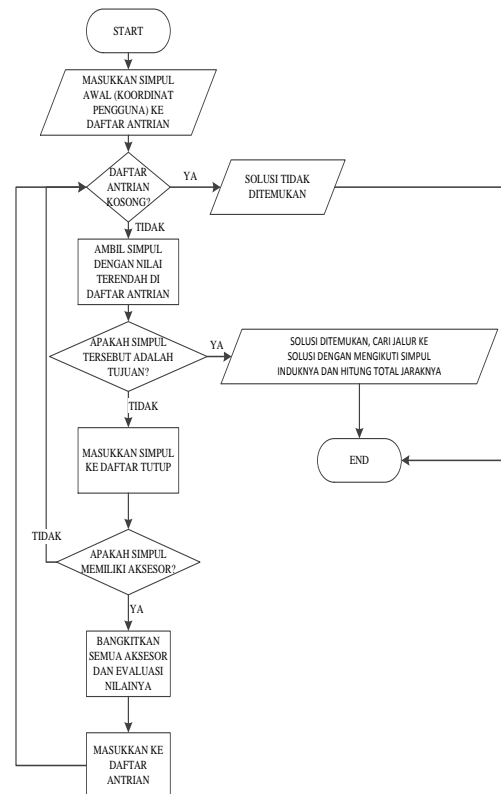 START
MASUKKAN SIMPUL
AWAL (KOORDINAT
PENGGUNA) KE
DAFTAR ANTRIAN
DAFTAR
ANTRIAN
KOSONG?
YA
SOLUSI TIDAK
DITEMUKAN
TIDAK
AMBIL SIMPUL
DENGAN NILAI
TERENDAH DI
DAFTAR ANTRIAN
APAKAH SIMPUL
TERSEBUT ADALAH
TUJUAN?
YA
SOLUSI DITEMUKAN, CARI JALUR KE
SOLUSI DENGAN MENGIKUTI SIMPUL
INDUKNYA DAN HITUNG TOTAL JARAKNYA
TIDAK
MASUKKAN SIMPUL
KE DAFTAR TUTUP
END
TIDAK
APAKAH SIMPUL
MEMILIKI AKSESOR?
YA
BANGKITKAN
SEMUA AKSESOR
DAN EVALUASI
NILAINYA
MASUKKAN KE
DAFTAR
ANTRIAN